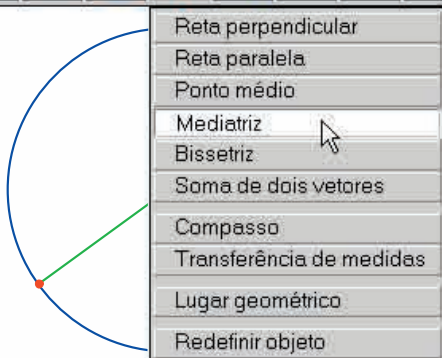 Reta perpendicular
Reta paralela
Ponto médio
Mediatriz
Bissetriz
Soma de dois vetores
Compasso
Transferência de medidas
Lugar geométrico
Redefinir objeto